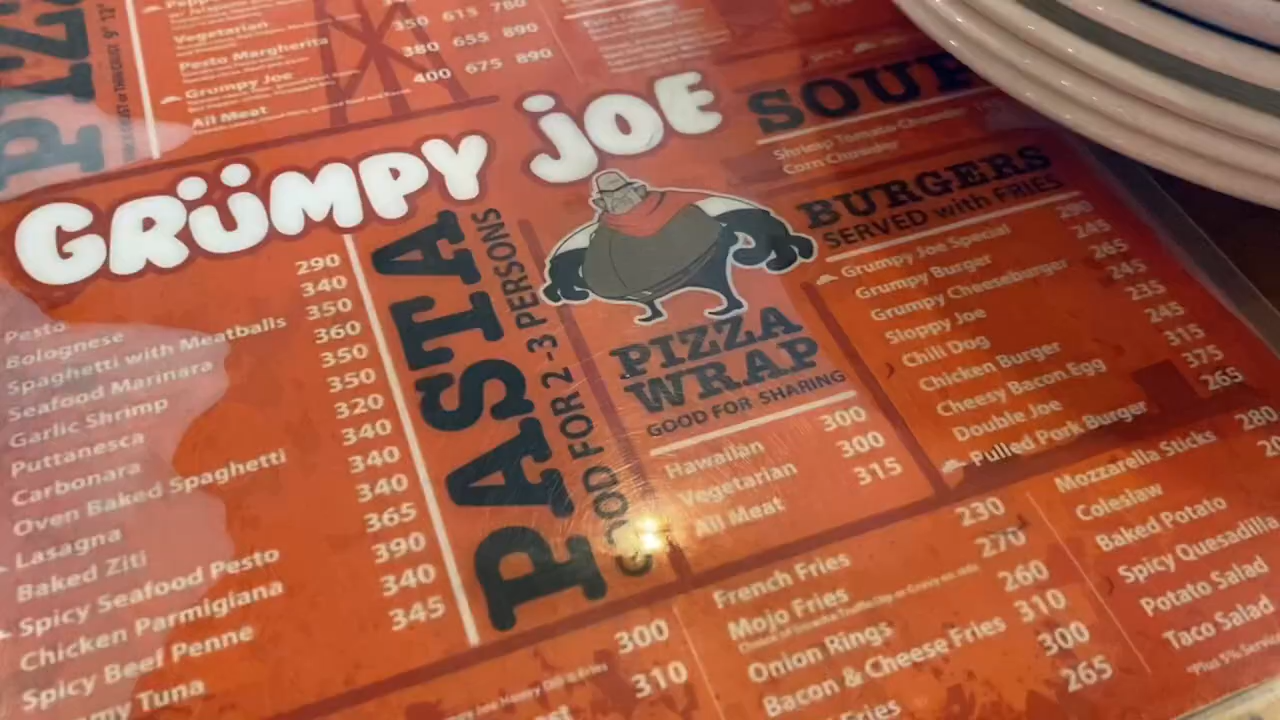 PIZZA
9" 12"
Vegetarian 350 615 780
Pesto Margherita 380 655 890
Grumpy Joe 400 675 890
All Meat
GRÜMPY JOE
PASTA
GOOD FOR 2-3 PERSONS
290
340
Pesto 350
Bolognese 360
Spaghetti with Meatballs 350
Seafood Marinara 350
Garlic Shrimp 320
Puttanesca 340
Carbonara 340
Oven Baked Spaghetti 340
Lasagna 365
Baked Ziti 390
Spicy Seafood Pesto 340
Chicken Parmigiana 345
Spicy Beef Penne
Tuna
PIZZA
WRAP
GOOD FOR SHARING
Hawaiian 300
Vegetarian 300
All Meat 315
SOUP
Shrimp Tomato Chowder
Corn Chowder
BURGERS
SERVED with FRIES
Grumpy Joe Special 290
Grumpy Burger 245
Grumpy Cheeseburger 265
Sloppy Joe 245
Chili Dog 235
Chicken Burger 245
Cheesy Bacon Egg 315
Double Joe 375
Pulled Pork Burger 265
300
310
French Fries 230
Mojo Fries 270
Onion Rings 260
Bacon & Cheese Fries 310
Fries 300
265
Mozzarella Sticks 280
Coleslaw
Baked Potato
Spicy Quesadilla
Potato Salad
Taco Salad
*Plus 5%